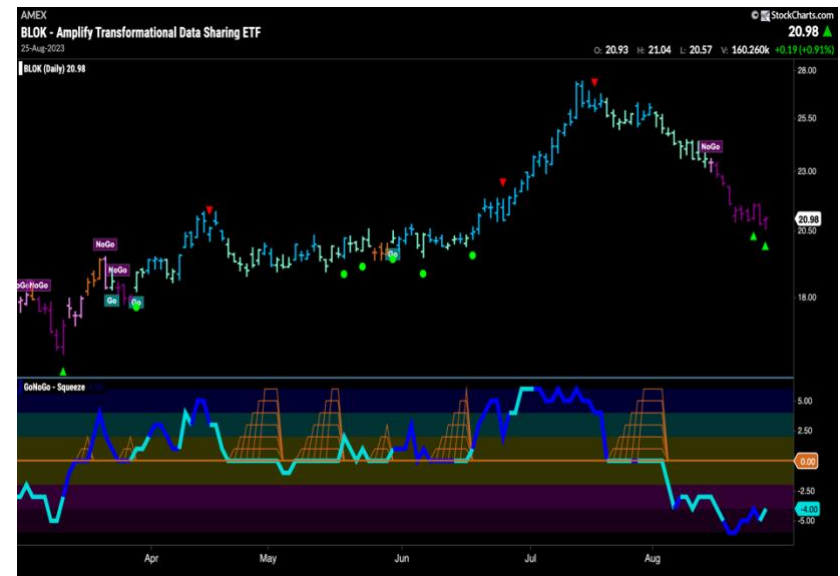 AMEX
© StockCharts.com
BLOK - Amplify Transformational Data Sharing ETF
20.98
25-Aug-2023
O: 20.93 H: 21.04 L: 20.57 V: 160.260k +0.19 (+0.91%)
BLOK (Daily) 20.98
28.00
25.50
NoGo
23.00
20.98
20.50
NoGo
Go
NoGo
NoGo
Go
Go
18.00
GoNoGo - Squeeze
5.00
2.50
0.00
-2.50
-4.00
-5.00
Apr May Jun Jul Aug